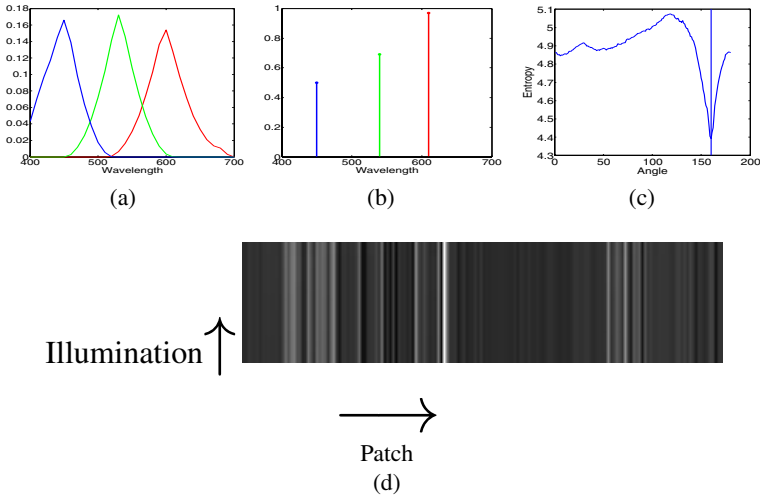 0.18
0.16
0.14
0.12
0.1
0.08
0.06
0.04
0.02
0
400 500 600 700
Wavelength
(a)
1
0.8
0.6
0.4
0.2
0
400 500 600 700
Wavelength
(b)
5.1
5
4.9
4.8
4.7
4.6
4.5
4.4
4.3
Entropy
0 50 100 150 200
Angle
(c)
Illumination
Patch
(d)